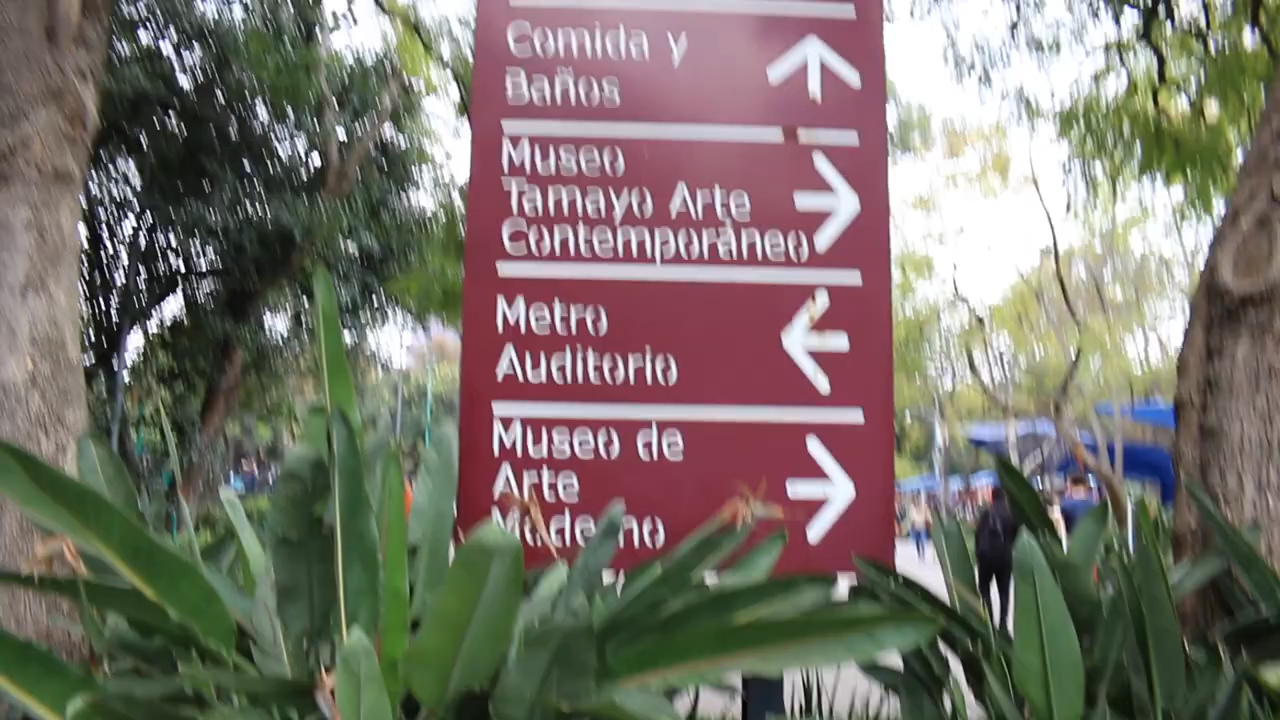 Comida y
Baños
Museo
Tamayo Arte
Contemporáneo
Metro
Auditorio
Museo de
Arte
Moderno